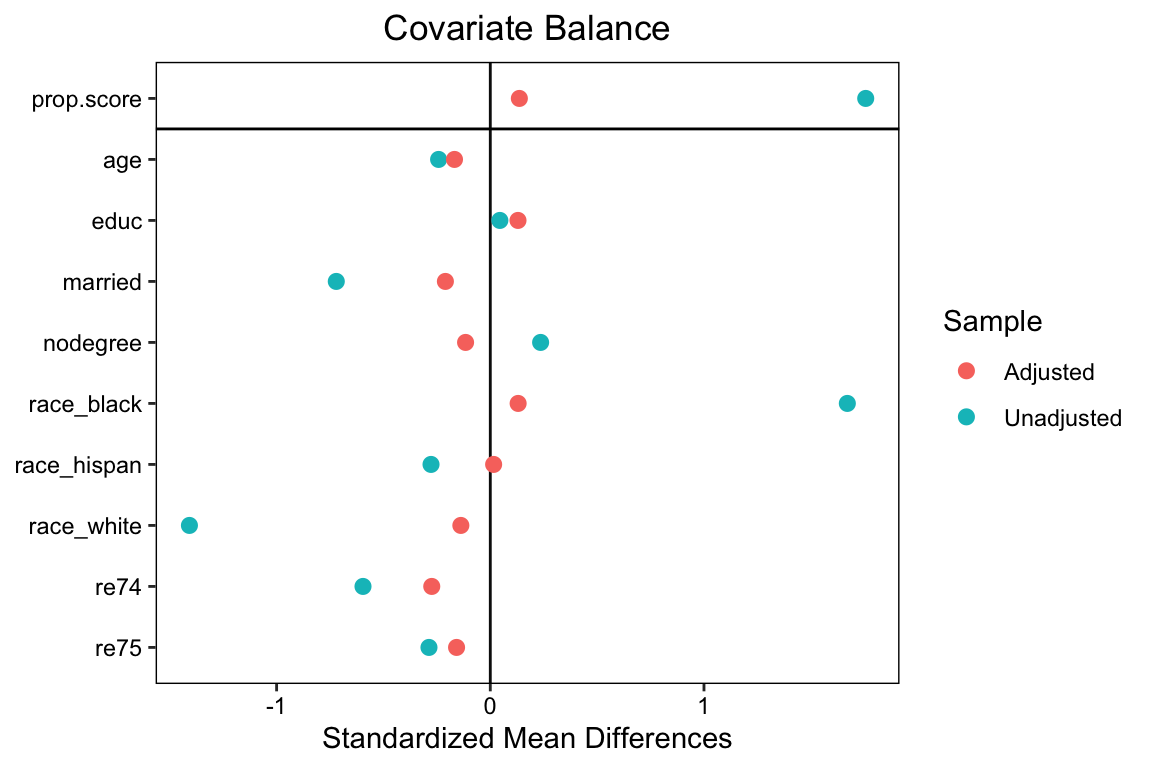 Covariate Balance
prop.score
age
educ
married
nodegree
race_black
race_hispan
race_white
re74
re75
-1 0 1
Standardized Mean Differences
Sample
Adjusted
Unadjusted